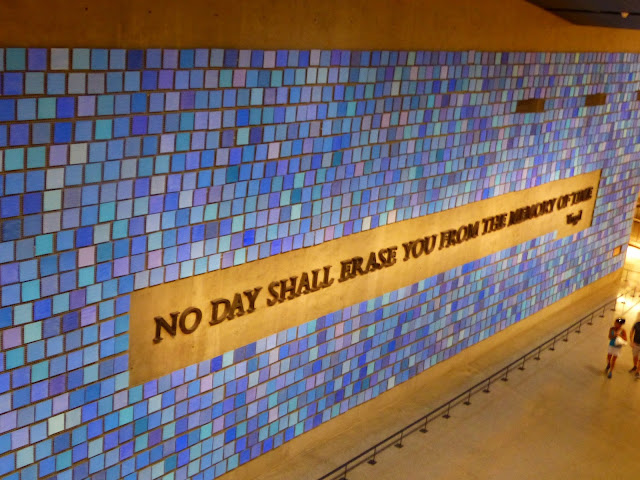 NO DAY SHALL ERASE YOU FROM THE MEMORY OF TIME
Virgil